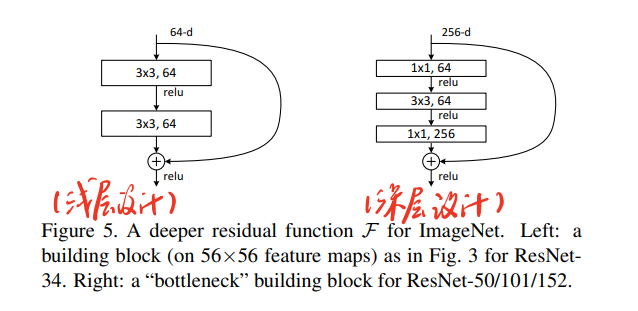 64-d
256-d
3x3, 64
relu
3x3, 64
relu
1x1, 64
relu
3x3, 64
relu
1x1, 256
relu
(浅层设计)
(深层设计)
Figure 5. A deeper residual function F for ImageNet. Left: a
building block (on 56×56 feature maps) as in Fig. 3 for ResNet-
34. Right: a “bottleneck” building block for ResNet-50/101/152.